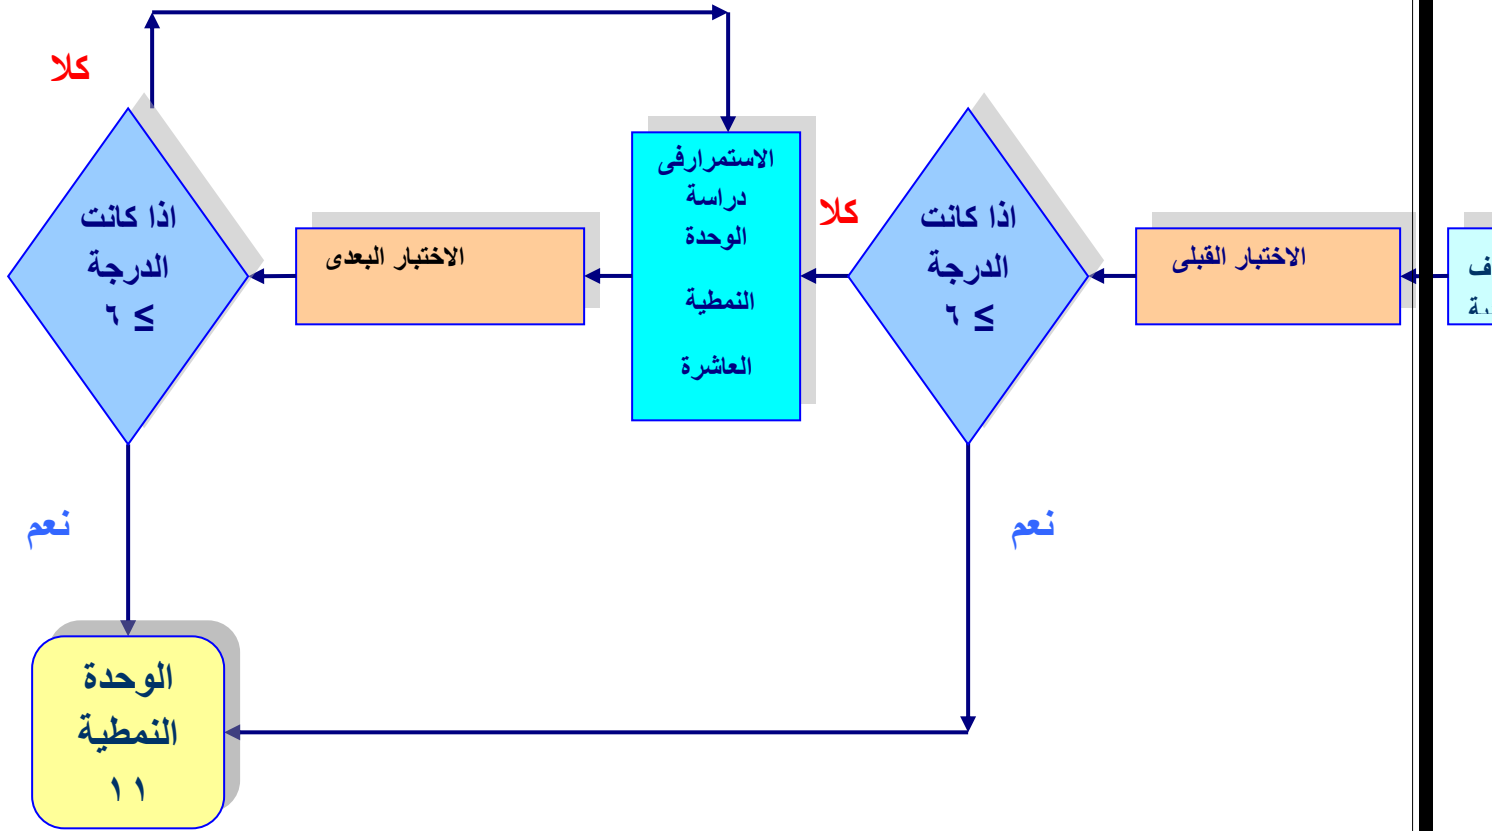 الاختبار القبلى
اذا كانت
الدرجة
≥ ٦
كلا
نعم
الاستمرارفى
دراسة
الوحدة
النمطية
العاشرة
الاختبار البعدى
اذا كانت
الدرجة
≥ ٦
كلا
نعم
الوحدة
النمطية
١١